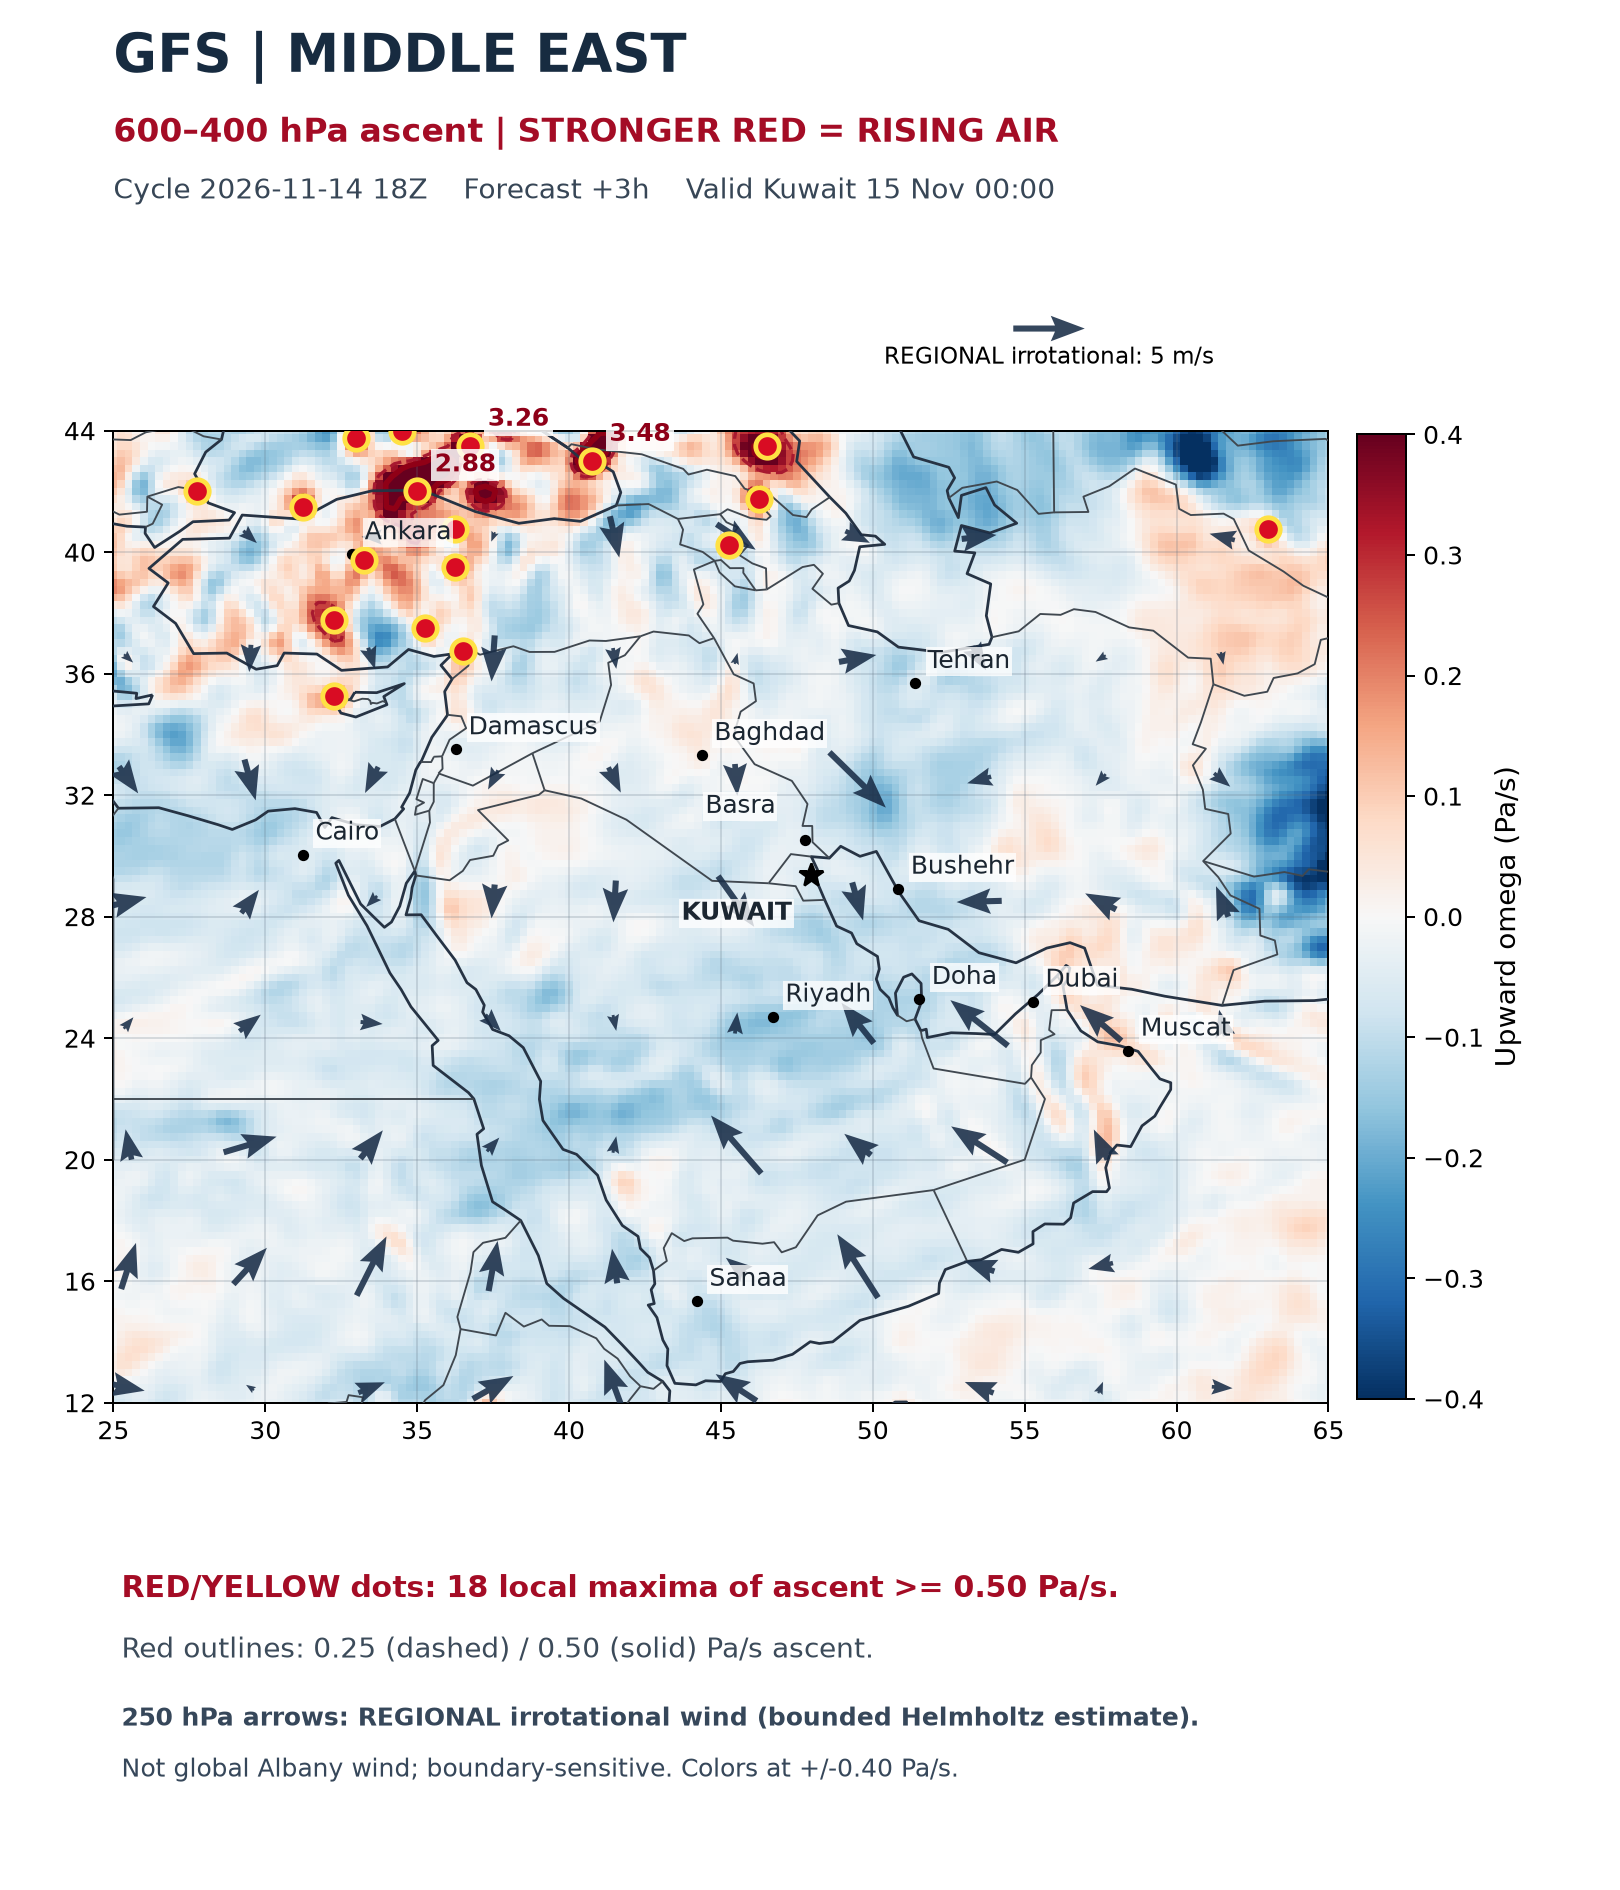 GFS | MIDDLE EAST
600–400 hPa ascent | STRONGER RED = RISING AIR
Cycle 2026-11-14 18Z Forecast +3h Valid Kuwait 15 Nov 00:00
REGIONAL irrotational: 5 m/s
3.26
3.48
2.88
Ankara
Tehran
Damascus
Baghdad
Basra
Cairo
Bushehr
KUWAIT
Riyadh
Doha
Dubai
Muscat
Sanaa
44
40
36
32
28
24
20
16
12
25 30 35 40 45 50 55 60 65
0.4
0.3
0.2
0.1
0.0
−0.1
−0.2
−0.3
−0.4
Upward omega (Pa/s)
RED/YELLOW dots: 18 local maxima of ascent >= 0.50 Pa/s.
Red outlines: 0.25 (dashed) / 0.50 (solid) Pa/s ascent.
250 hPa arrows: REGIONAL irrotational wind (bounded Helmholtz estimate).
Not global Albany wind; boundary-sensitive. Colors at +/-0.40 Pa/s.